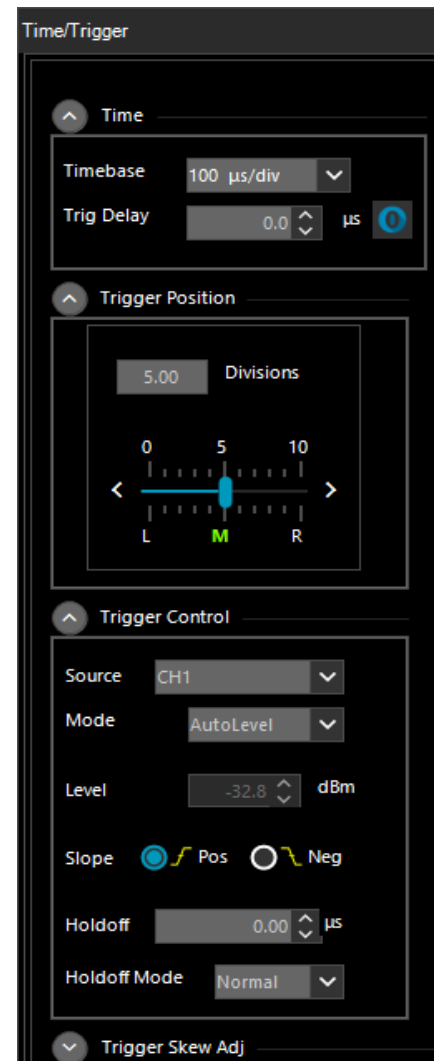 Time/Trigger
Time
Timebase 100 µs/div
Trig Delay 0.0 µs
Trigger Position
5.00 Divisions
0 5 10
L M R
Trigger Control
Source CH1
Mode AutoLevel
Level -32.8 dBm
Slope Pos Neg
Holdoff 0.00 µs
Holdoff Mode Normal
Trigger Skew Adj